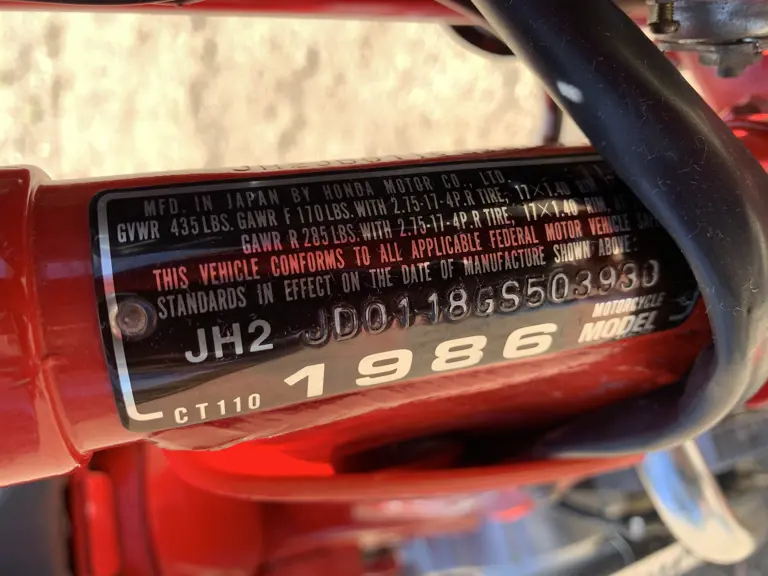 MFD. IN JAPAN BY HONDA MOTOR CO., LTD.
GVWR 435 LBS. GAWR F 170 LBS. WITH 2.75-17-4P.R TIRE, 17×1.40 RIM
GAWR R 285 LBS. WITH 2.75-17-4P.R TIRE, 17×1.40 RIM, AT
THIS VEHICLE CONFORMS TO ALL APPLICABLE FEDERAL MOTOR VEHICLE
STANDARDS IN EFFECT ON THE DATE OF MANUFACTURE SHOWN ABOVE:
JH2 JD0118GS503930
CT110 1986 MOTORCYCLE MODEL